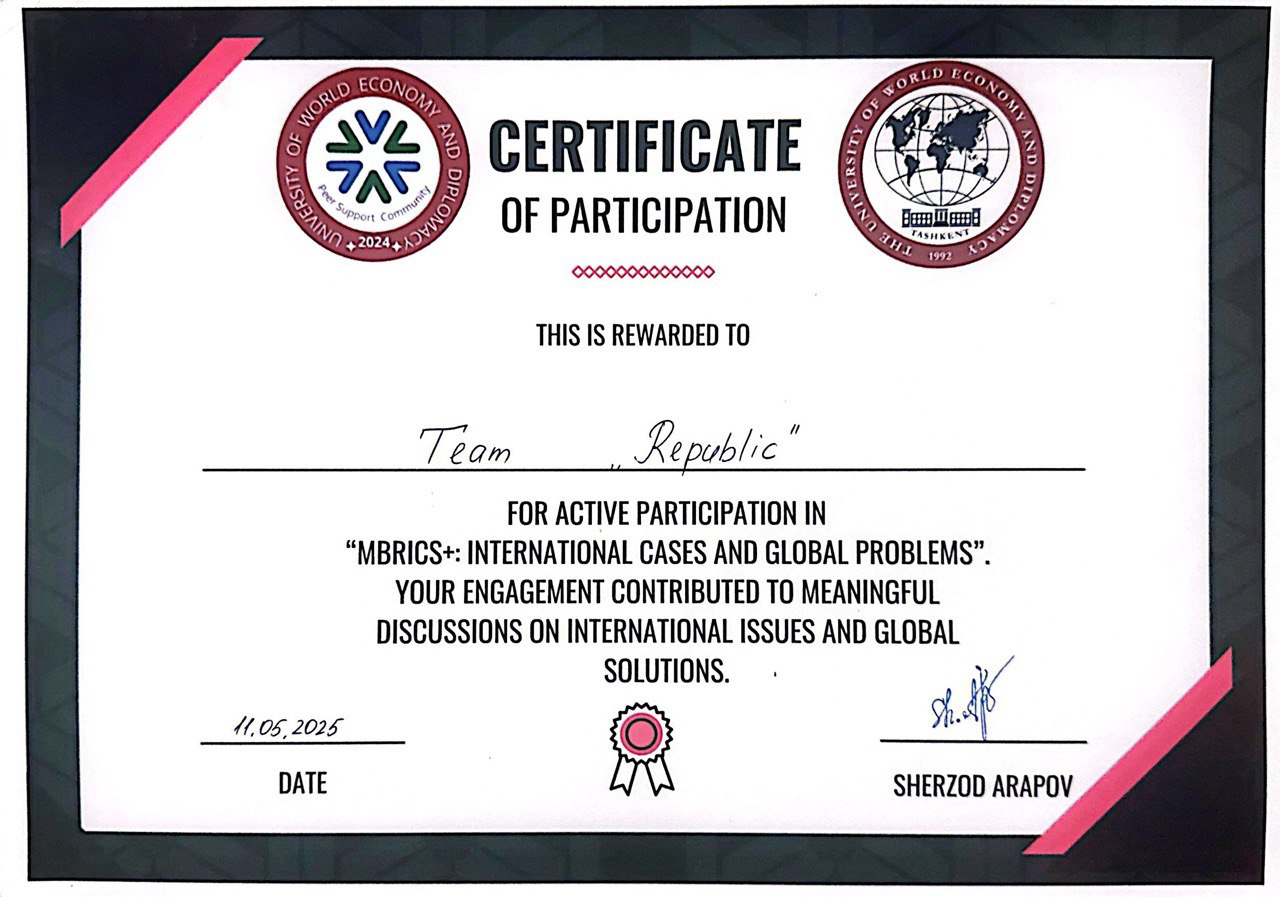 UNIVERSITY OF WORLD ECONOMY AND DIPLOMACY
Peer Support Community
2024
CERTIFICATE
OF PARTICIPATION
THE UNIVERSITY OF WORLD ECONOMY AND DIPLOMACY
TASHKENT
1992
THIS IS REWARDED TO
Team „Republic"
FOR ACTIVE PARTICIPATION IN
“MBRICS+: INTERNATIONAL CASES AND GLOBAL PROBLEMS”.
YOUR ENGAGEMENT CONTRIBUTED TO MEANINGFUL
DISCUSSIONS ON INTERNATIONAL ISSUES AND GLOBAL
SOLUTIONS.
11.05.2025
DATE
SHERZOD ARAPOV